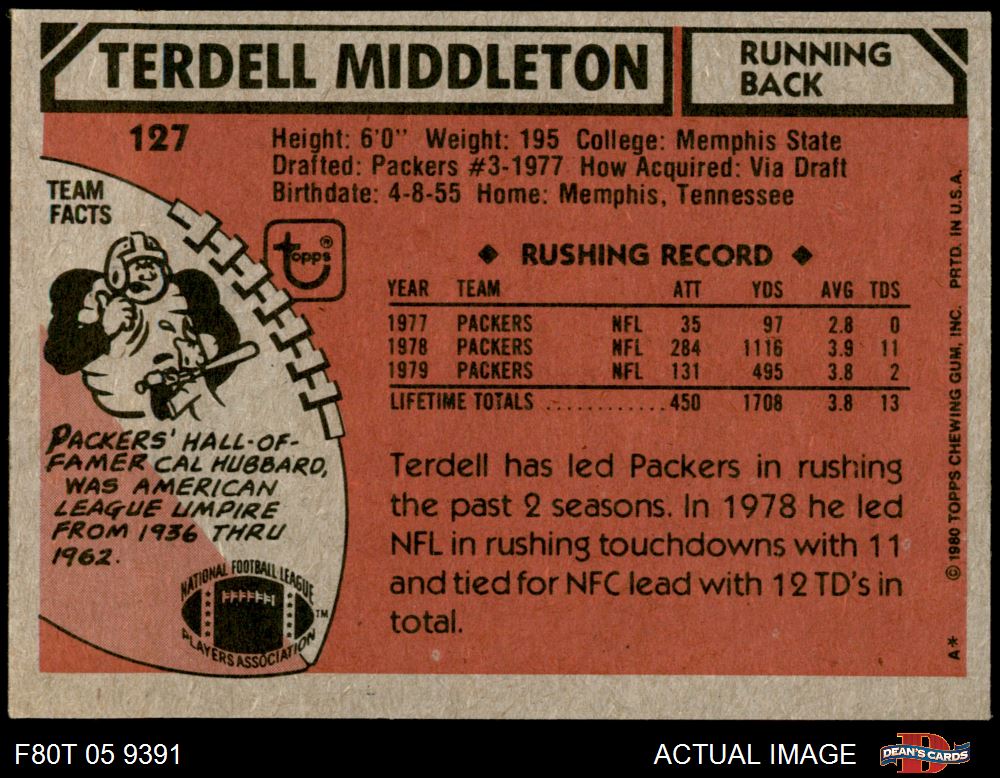 TERDELL MIDDLETON
RUNNING
BACK
127
Height: 6'0" Weight: 195 College: Memphis State
Drafted: Packers #3-1977 How Acquired: Via Draft
Birthdate: 4-8-55 Home: Memphis, Tennessee
TEAM
FACTS
topps®
◆ RUSHING RECORD ◆
YEAR TEAM ATT YDS AVG TDS
1977 PACKERS NFL 35 97 2.8 0
1978 PACKERS NFL 284 1116 3.9 11
1979 PACKERS NFL 131 495 3.8 2
LIFETIME TOTALS ............ 450 1708 3.8 13
PACKERS' HALL-OF-
FAMER CAL HUBBARD,
WAS AMERICAN
LEAGUE UMPIRE
FROM 1936 THRU
1962.
NATIONAL FOOTBALL LEAGUE
PLAYERS ASSOCIATION
TM
Terdell has led Packers in rushing
the past 2 seasons. In 1978 he led
NFL in rushing touchdowns with 11
and tied for NFC lead with 12 TD's in
total.
A* © 1980 TOPPS CHEWING GUM, INC. PRTD. IN U.S.A.
F80T 05 9391
ACTUAL IMAGE
D
DEAN'S CARDS